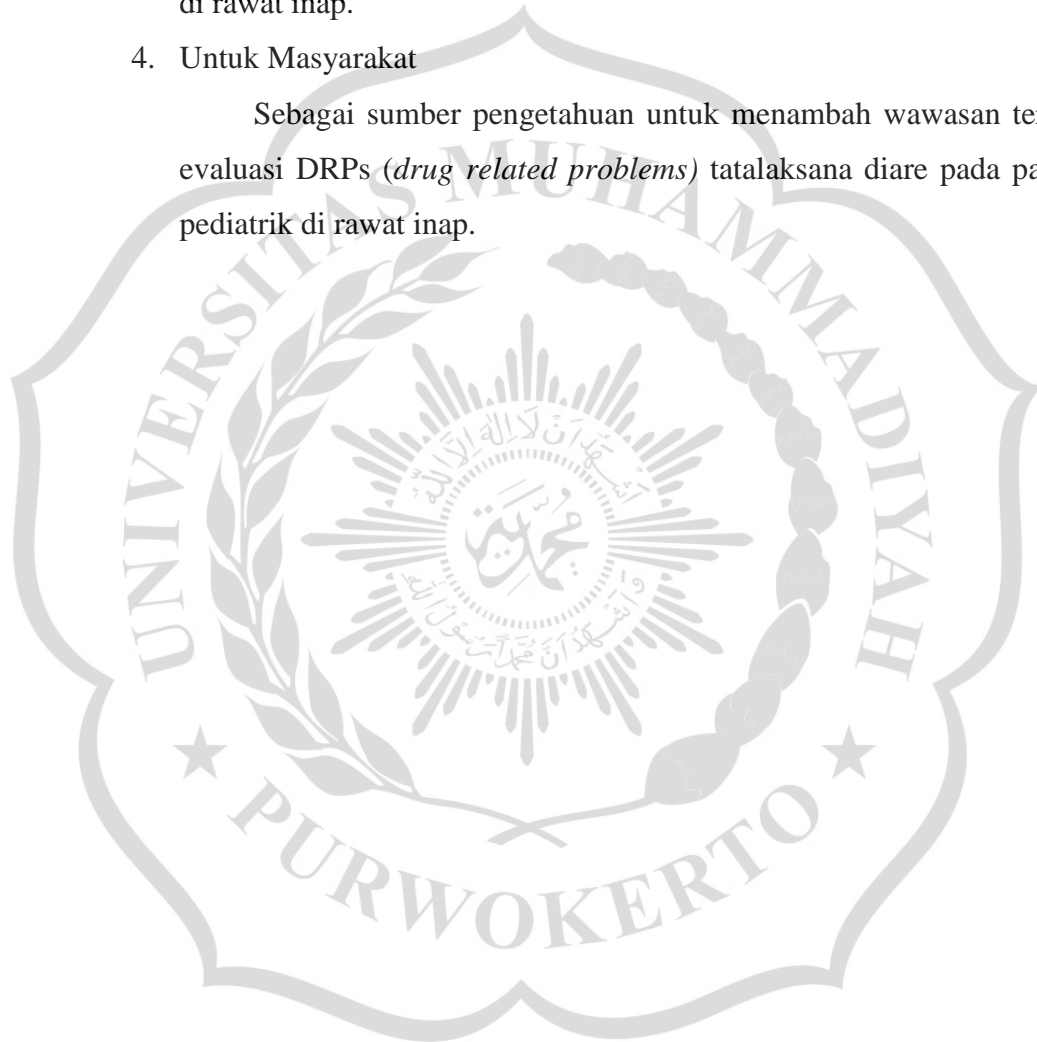 di rawat inap.
4. Untuk Masyarakat
Sebagai sumber pengetahuan untuk menambah wawasan
evaluasi DRPs (drug related problems) tatalaksana diare pada
pediatrik di rawat inap.
UNIVERSITAS MUHAMMADIYAH
PURWOKERTO